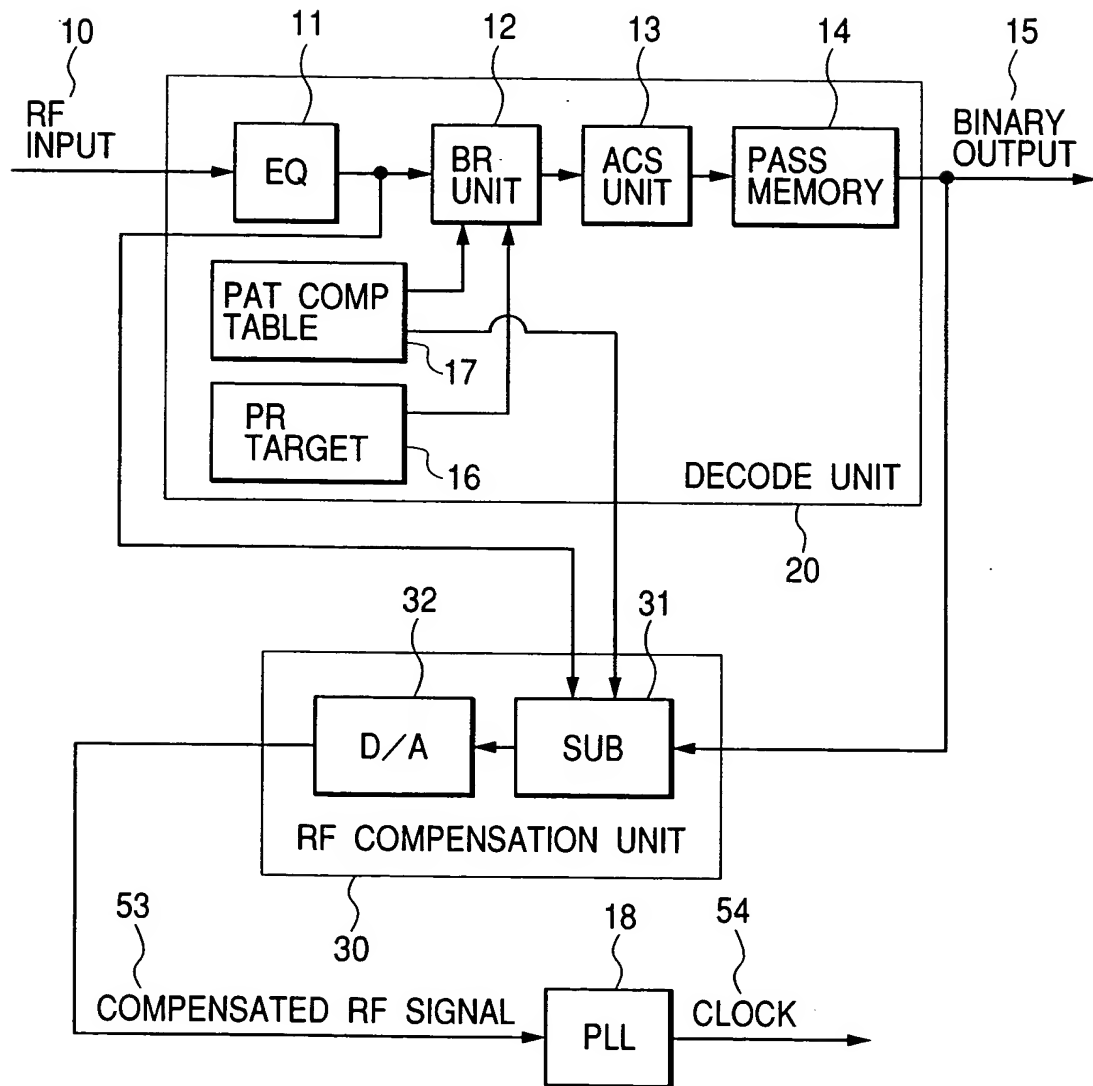 10
11
12
13
14
15
RF
INPUT
BINARY
OUTPUT
EQ
BR
UNIT
ACS
UNIT
PASS
MEMORY
PAT COMP
TABLE
17
PR
TARGET
16
DECODE UNIT
20
32
31
D/A
SUB
RF COMPENSATION UNIT
30
53
18
54
COMPENSATED RF SIGNAL
PLL
CLOCK